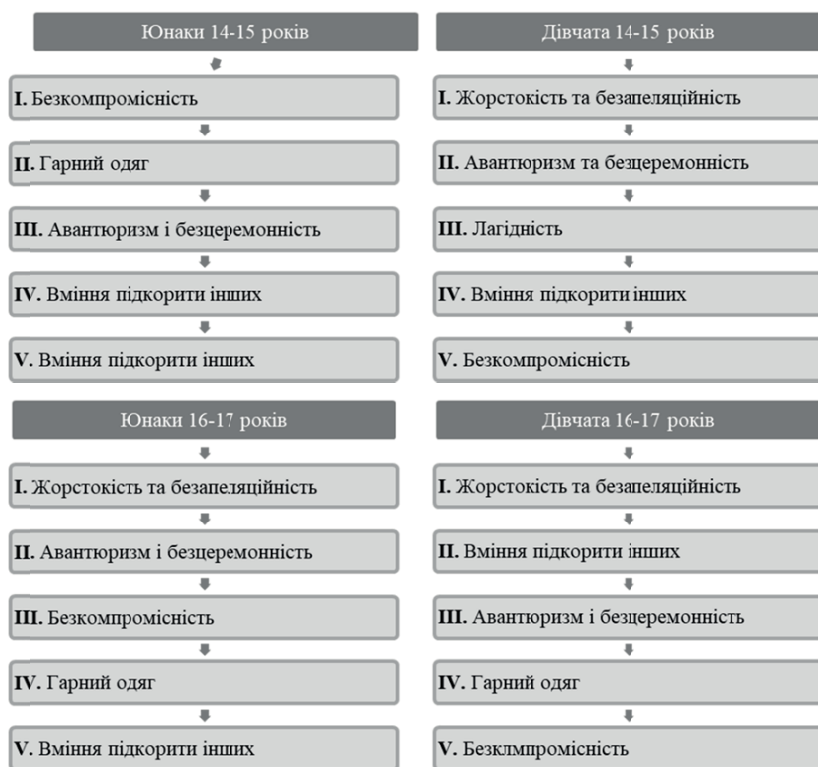 Юнаки 14-15 років
I. Безкомпромісність
II. Гарний одяг
III. Авантюризм і безцеремонність
IV. Вміння підкорити інших
V. Вміння підкорити інших
Дівчата 14-15 років
I. Жорстокість та безапеляційність
II. Авантюризм та безцеремонність
III. Лагідність
IV. Вміння підкорити інших
V. Безкомпромісність
Юнаки 16-17 років
I. Жорстокість та безапеляційність
II. Авантюризм і безцеремонність
III. Безкомпромісність
IV. Гарний одяг
V. Вміння підкорити інших
Дівчата 16-17 років
I. Жорстокість та безапеляційність
II. Вміння підкорити інших
III. Авантюризм і безцеремонність
IV. Гарний одяг
V. Безклмпромісність